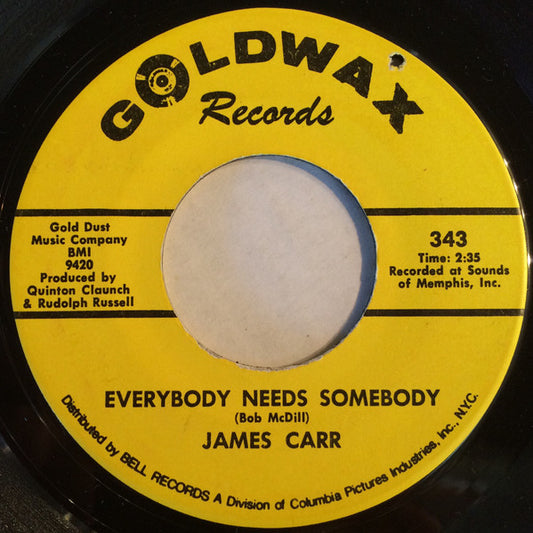 GOLDWAX
Records
Gold Dust
Music Company
BMI
9420
Produced by
Quinton Claunch
& Rudolph Russell
343
Time: 2:35
Recorded at Sounds
of Memphis, Inc.
EVERYBODY NEEDS SOMEBODY
(Bob McDill)
JAMES CARR
Distributed by BELL RECORDS A Division of Columbia Pictures Industries, Inc., N.Y.C.